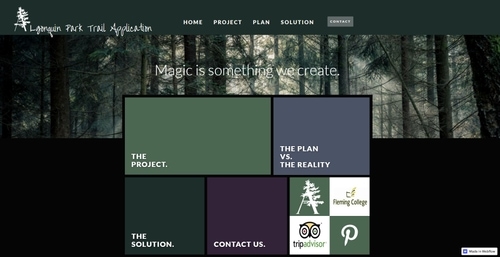 Algonquin Park Trail Application
HOME PROJECT PLAN SOLUTION CONTACT
Magic is something we create.
THE
PROJECT.
THE PLAN
VS.
THE REALITY
THE
SOLUTION.
CONTACT US.
Fleming College
tripadvisor
Made in Webflow